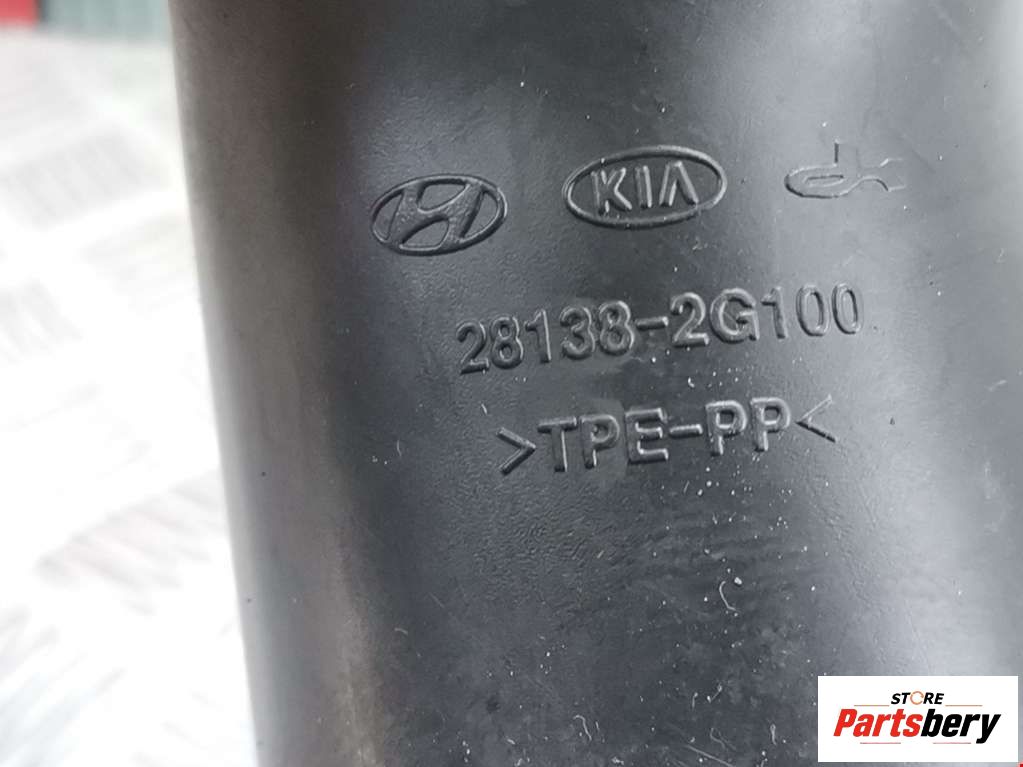 KIA
28138-2G100
>TPE-PP<
STORE
Partsbery